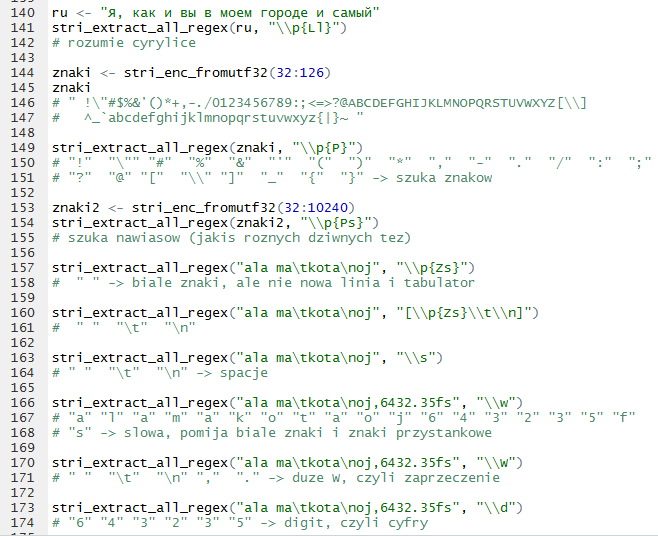 140 ru <- "Я, как и вы в моем городе и самый"
141 stri_extract_all_regex(ru, "\\p{Ll}")
142 # rozumie cyrylice
143
144 znaki <- stri_enc_fromutf32(32:126)
145 znaki
146 # " !\"#$%&'()*+,-./0123456789:;<=>?@ABCDEFGHIJKLMNOPQRSTUVWXYZ[\\]
147 #   ^_`abcdefghijklmnopqrstuvwxyz{|}~ "
148
149 stri_extract_all_regex(znaki, "\\p{P}")
150 # "!"  "\"" "#"  "%"  "&"  "'"  "("  ")"  "*"  ","  "-"  "."  "/"  ":"  ";"
151 # "?"  "@" "["  "\\" "]"  "_"  "{"  "}" -> szuka znakow
152
153 znaki2 <- stri_enc_fromutf32(32:10240)
154 stri_extract_all_regex(znaki2, "\\p{Ps}")
155 # szuka nawiasow (jakis roznych dziwnych tez)
156
157 stri_extract_all_regex("ala ma\tkota\noj", "\\p{Zs}")
158 #  " " -> biale znaki, ale nie nowa linia i tabulator
159
160 stri_extract_all_regex("ala ma\tkota\noj", "[\\p{Zs}\\t\\n]")
161 #  " "  "\t"  "\n"
162
163 stri_extract_all_regex("ala ma\tkota\noj", "\\s")
164 # " "  "\t"  "\n" -> spacje
165
166 stri_extract_all_regex("ala ma\tkota\noj,6432.35fs", "\\w")
167 # "a" "l" "a" "m" "a" "k" "o" "t" "a" "o" "j" "6" "4" "3" "2" "3" "5" "f"
168 # "s" -> slowa, pomija biale znaki i znaki przystankowe
169
170 stri_extract_all_regex("ala ma\tkota\noj,6432.35fs", "\\W")
171 # " "  "\t"  "\n" ","  "." -> duze W, czyli zaprzeczenie
172
173 stri_extract_all_regex("ala ma\tkota\noj,6432.35fs", "\\d")
174 # "6" "4" "3" "2" "3" "5" -> digit, czyli cyfry